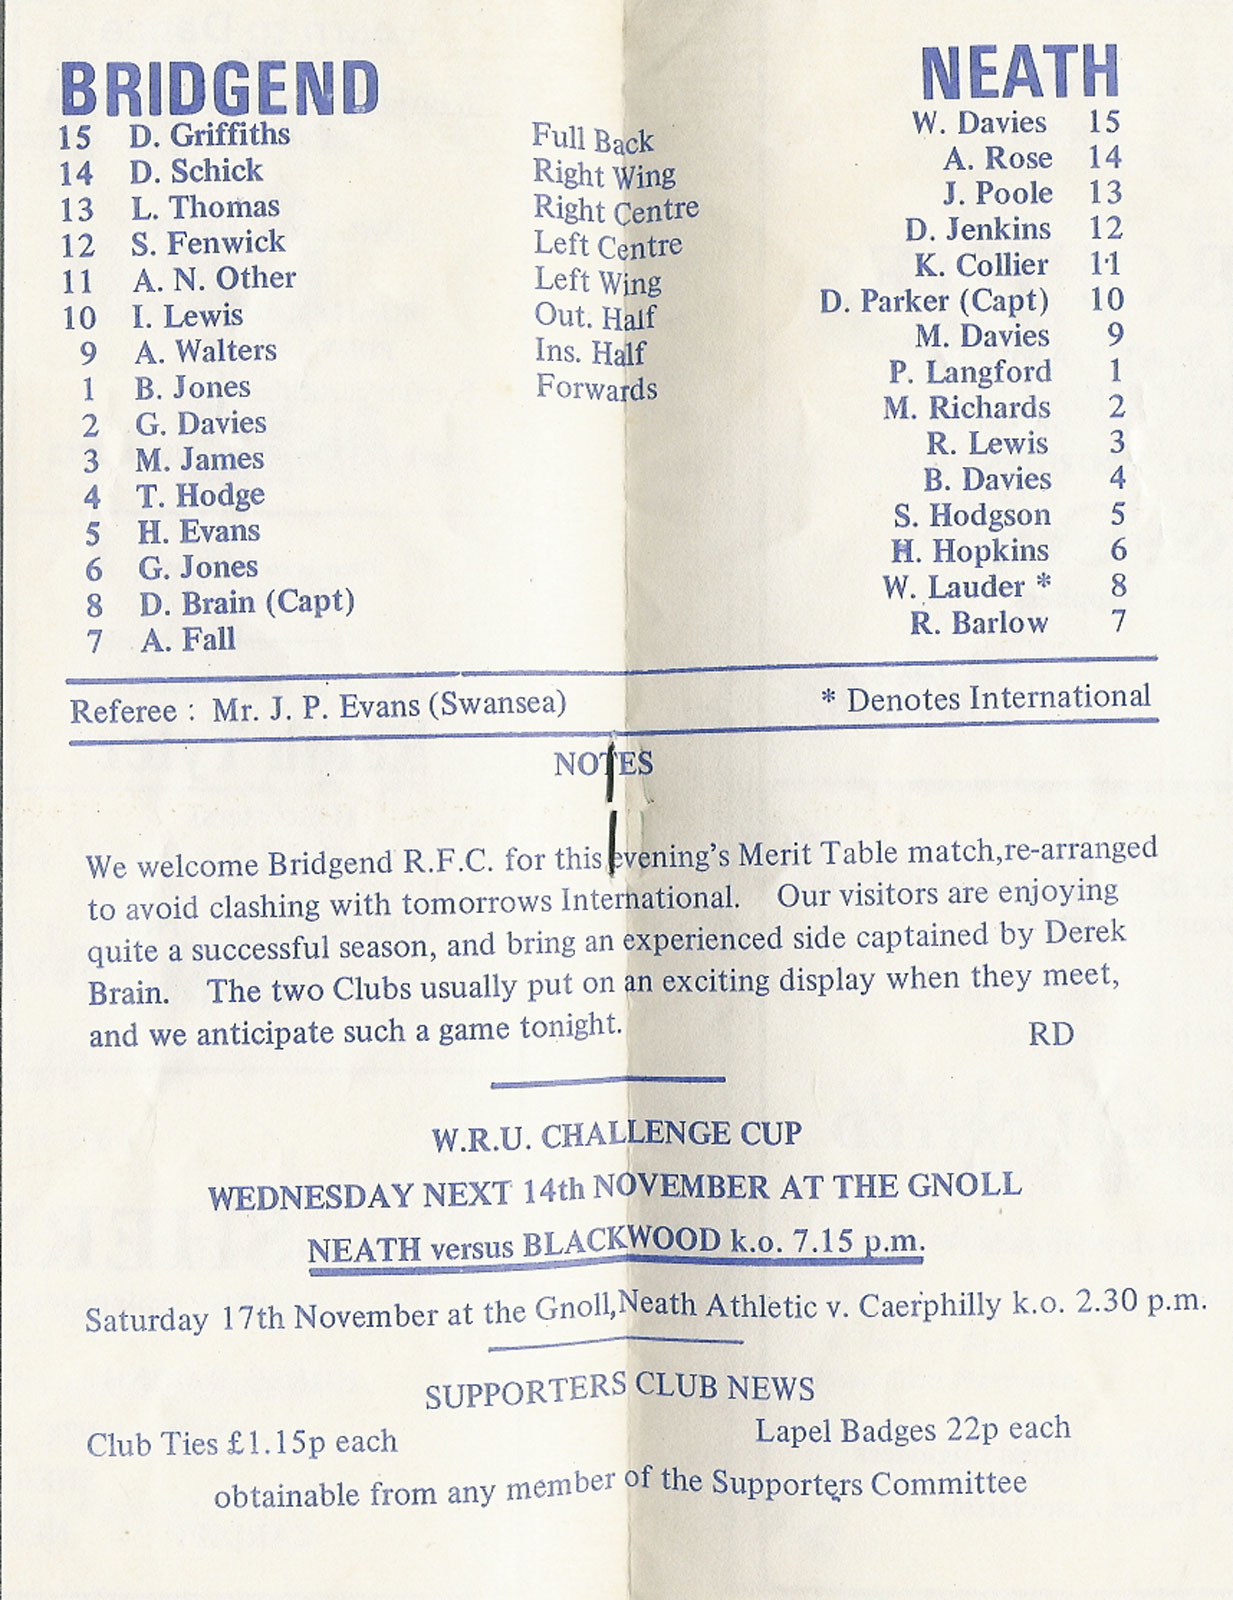 BRIDGEND NEATH
15 D. Griffiths Full Back W. Davies 15
14 D. Schick Right Wing A. Rose 14
13 L. Thomas Right Centre J. Poole 13
12 S. Fenwick Left Centre D. Jenkins 12
11 A. N. Other Left Wing K. Collier 11
10 I. Lewis Out. Half D. Parker (Capt) 10
9 A. Walters Ins. Half M. Davies 9
1 B. Jones Forwards P. Langford 1
2 G. Davies M. Richards 2
3 M. James R. Lewis 3
4 T. Hodge B. Davies 4
5 H. Evans S. Hodgson 5
6 G. Jones H. Hopkins 6
8 D. Brain (Capt) W. Lauder * 8
7 A. Fall R. Barlow 7
Referee : Mr. J. P. Evans (Swansea) * Denotes International
NOTES
We welcome Bridgend R.F.C. for this evening's Merit Table match,re-arranged
to avoid clashing with tomorrows International. Our visitors are enjoying
quite a successful season, and bring an experienced side captained by Derek
Brain. The two Clubs usually put on an exciting display when they meet,
and we anticipate such a game tonight. RD
W.R.U. CHALLENGE CUP
WEDNESDAY NEXT 14th NOVEMBER AT THE GNOLL
NEATH versus BLACKWOOD k.o. 7.15 p.m.
Saturday 17th November at the Gnoll,Neath Athletic v. Caerphilly k.o. 2.30 p.m.
SUPPORTERS CLUB NEWS
Club Ties £1.15p each Lapel Badges 22p each
obtainable from any member of the Supporters Committee